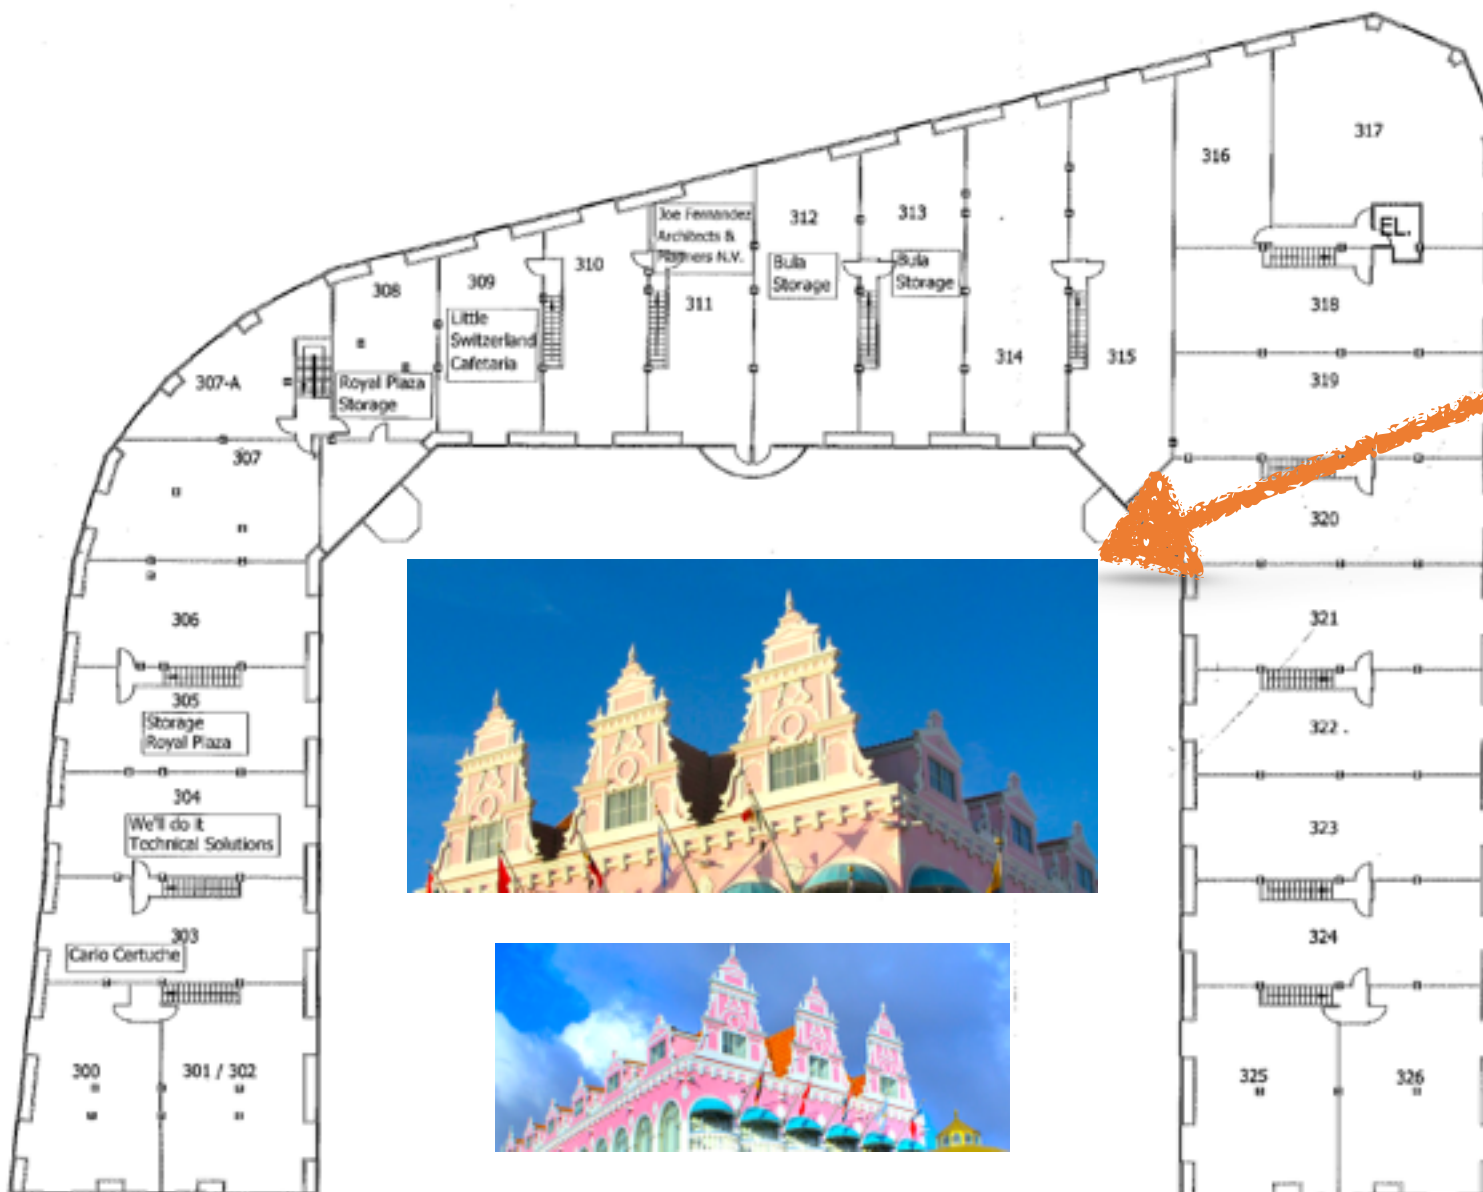 317
316
Joe Fernandez
Architects &
Partners N.V.
312
313
EL.
310
Bula
Storage
Bula
Storage
309
308
311
318
Little
Switzerland
Cafetaria
314
315
307-A
Royal Plaza
Storage
319
307
320
306
321
305
Storage
Royal Plaza
322
304
We'll do it
Technical Solutions
323
303
Carlo Certuche
324
300
301 / 302
325
326